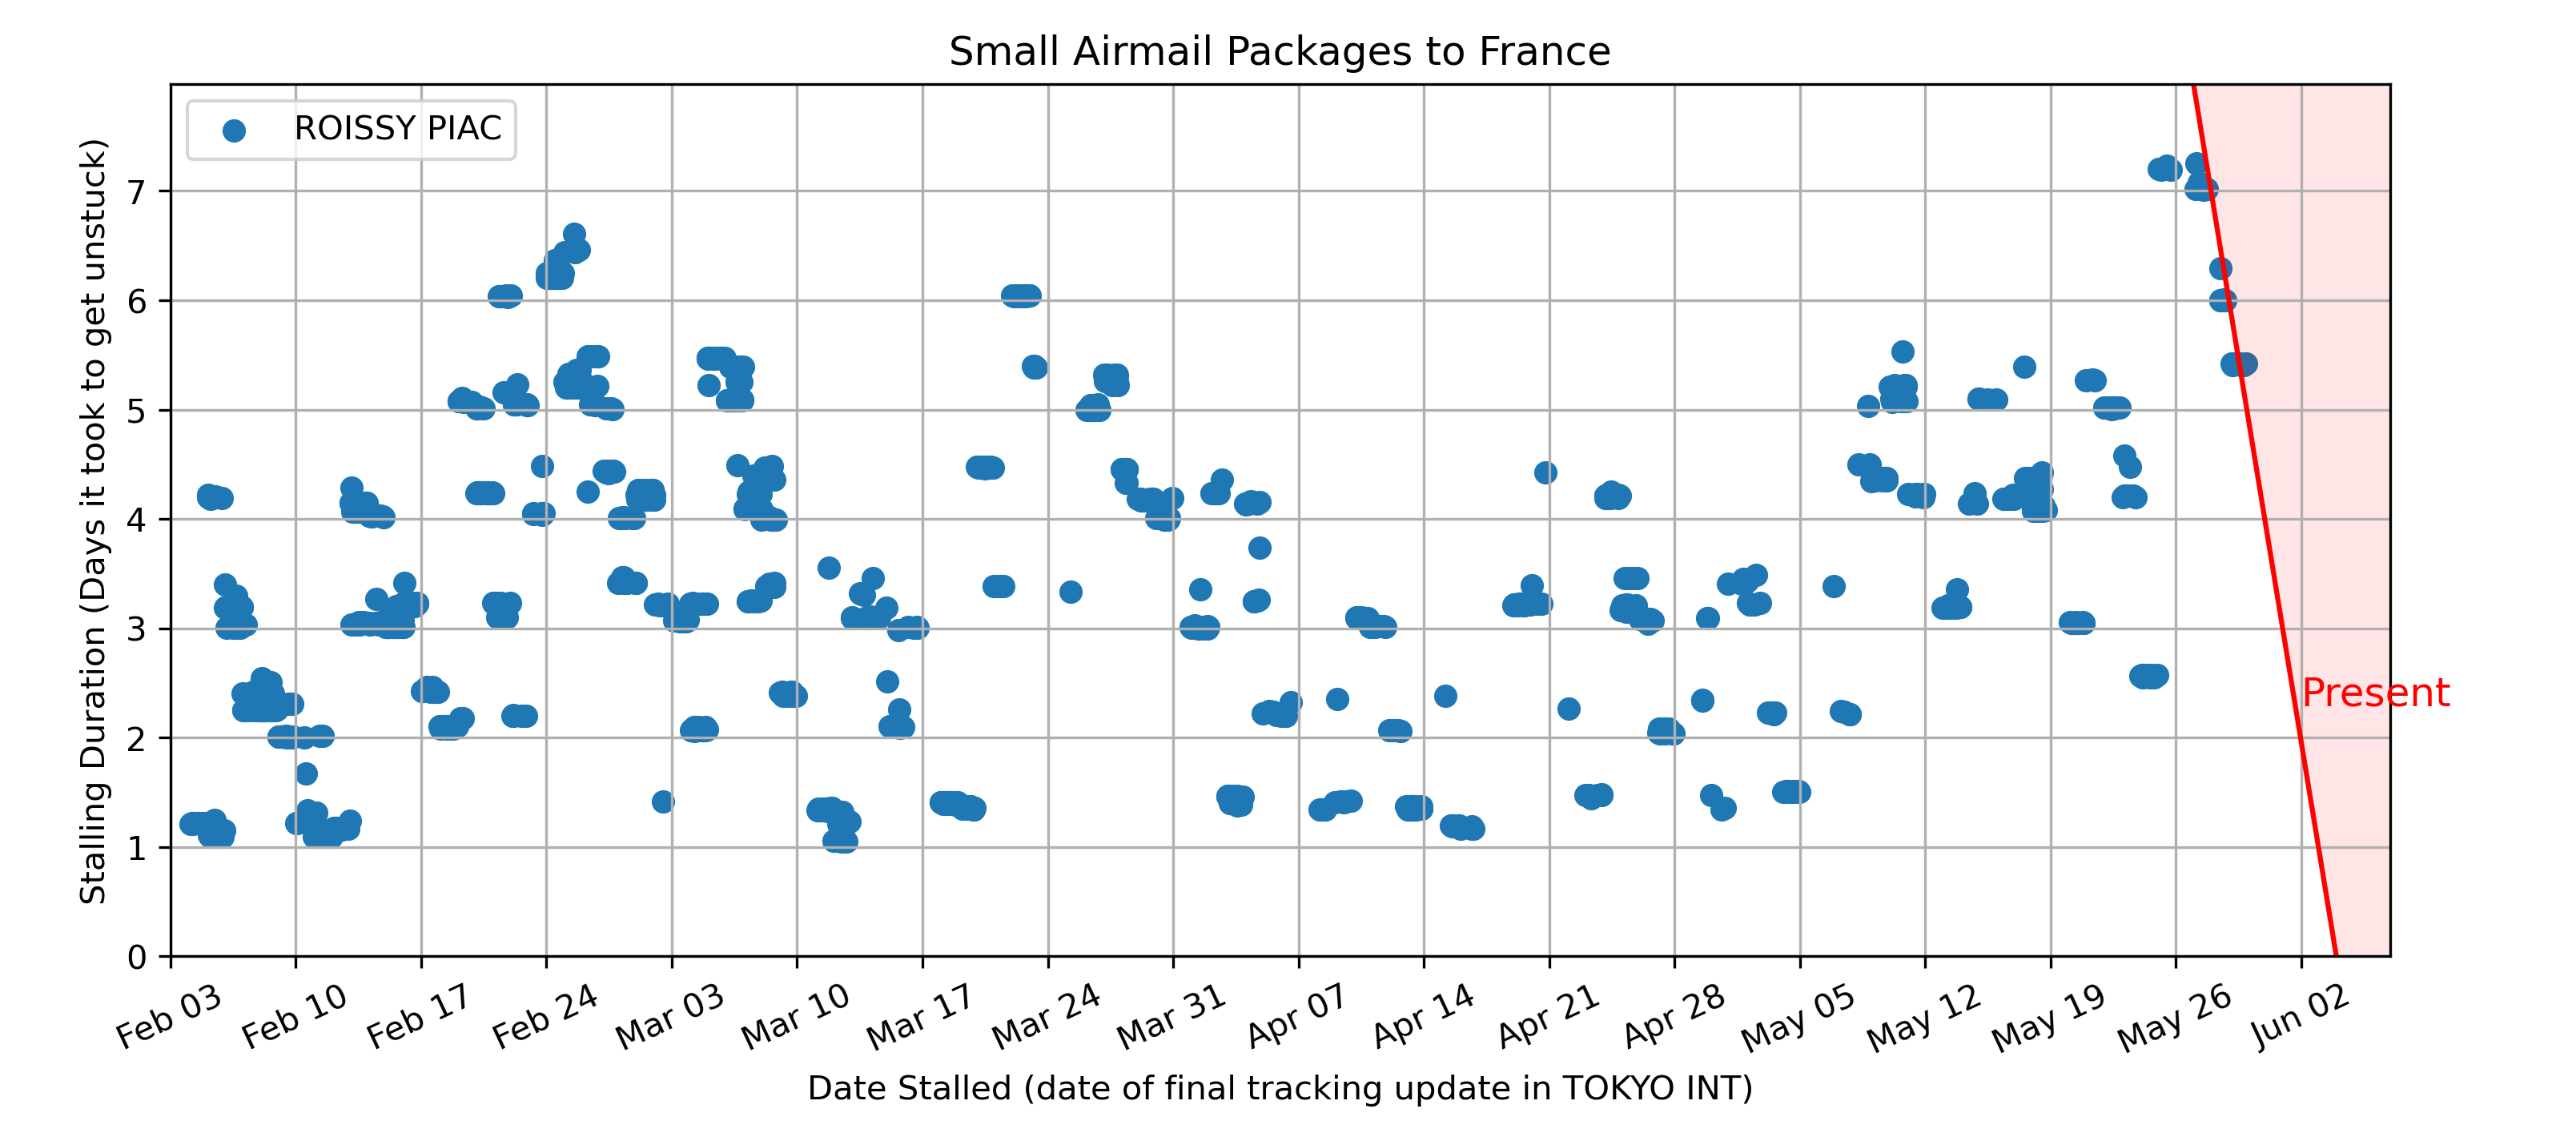 Small Airmail Packages to France
ROISSY PIAC
Stalling Duration (Days it took to get unstuck)
7
6
5
4
3
2
1
0
Present
Feb 03
Feb 10
Feb 17
Feb 24
Mar 03
Mar 10
Mar 17
Mar 24
Mar 31
Apr 07
Apr 14
Apr 21
Apr 28
May 05
May 12
May 19
May 26
Jun 02
Date Stalled (date of final tracking update in TOKYO INT)